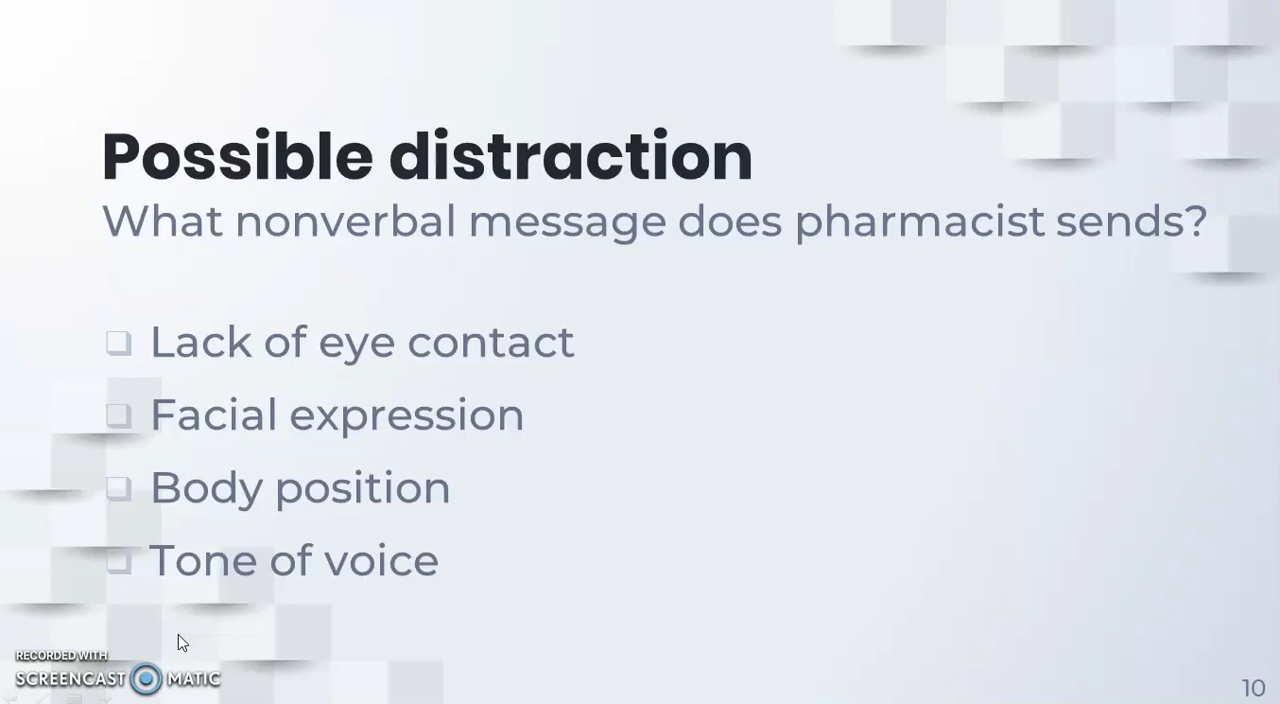 Possible distraction
What nonverbal message does pharmacist sends?
Lack of eye contact
Facial expression
Body position
Tone of voice
RECORDED WITH
SCREENCAST MATIC
10